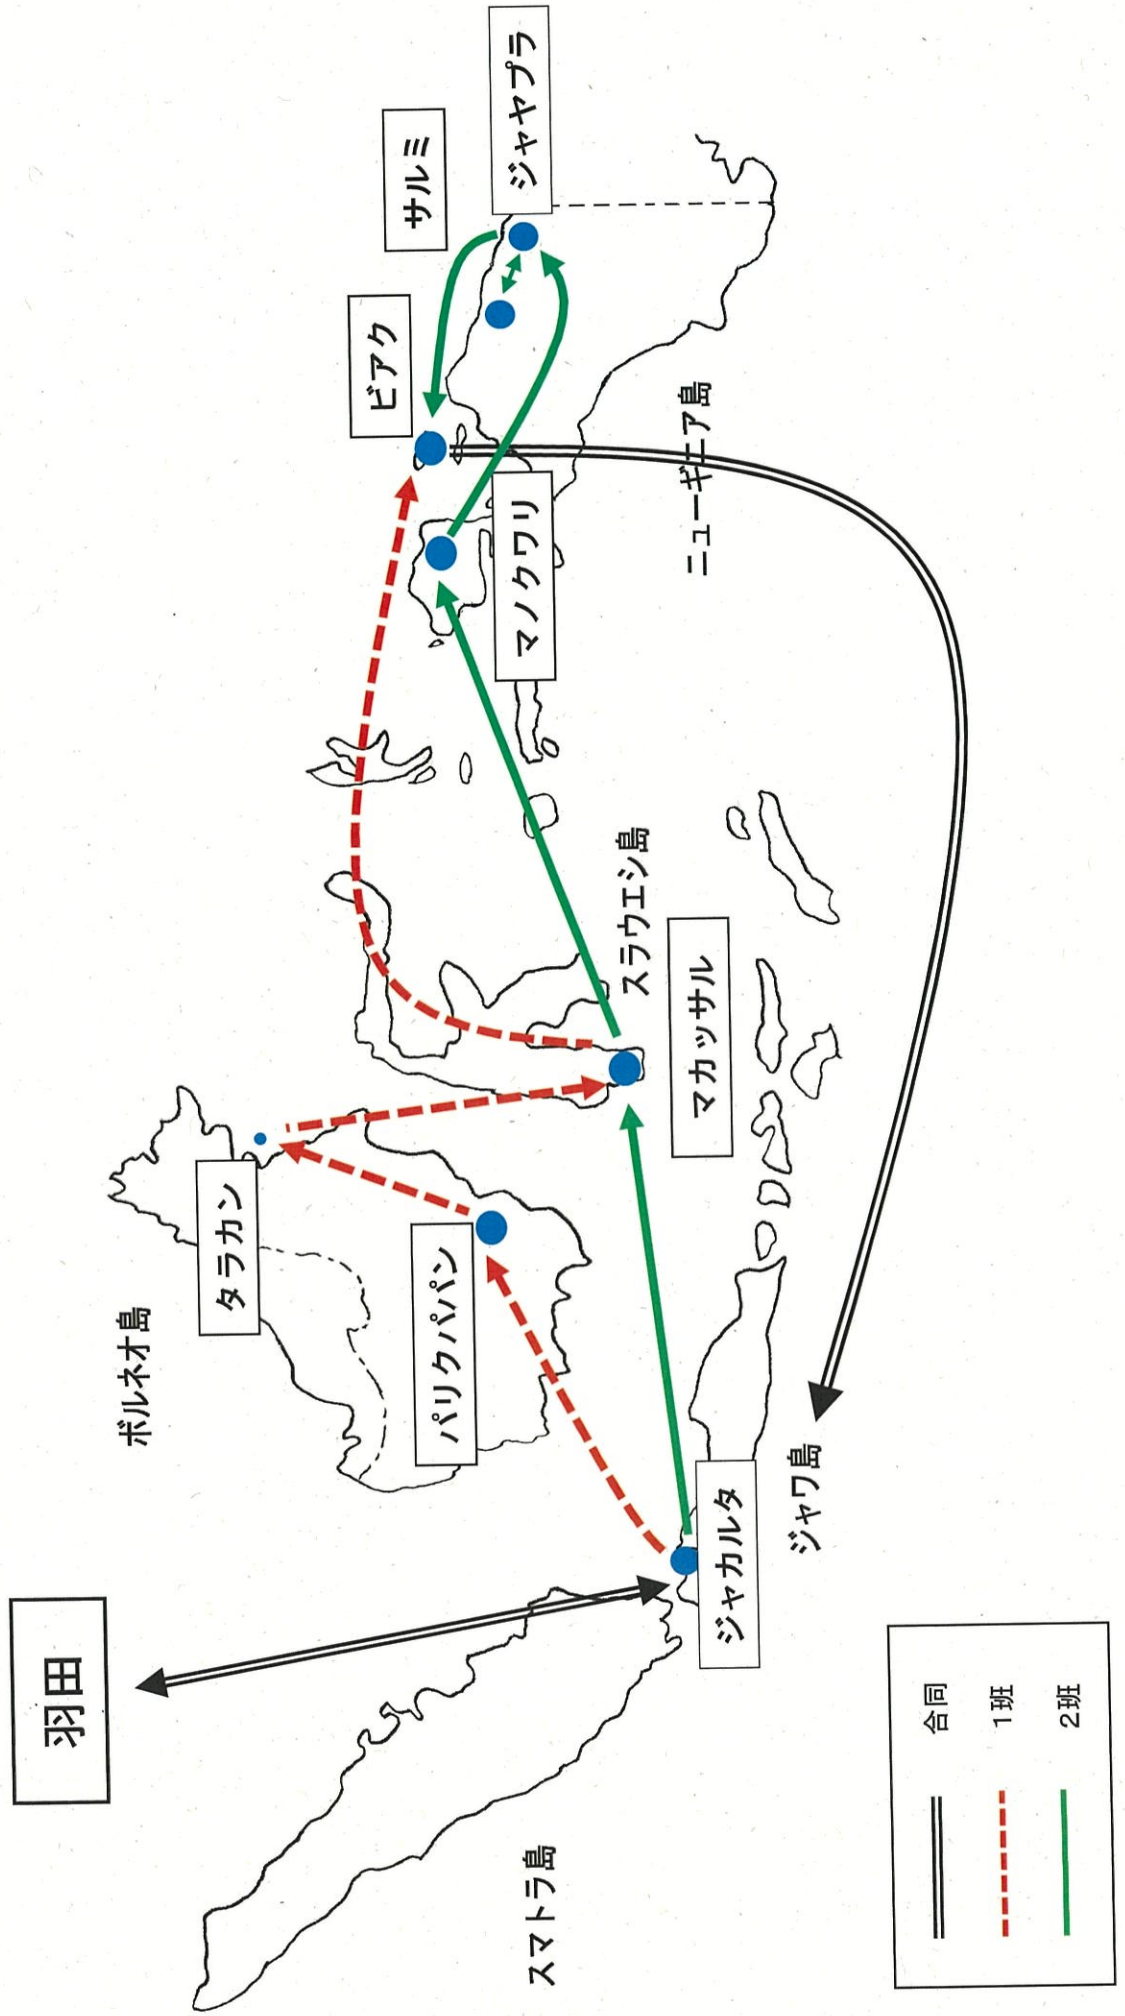 羽田
ボルネオ島
タラカン
ビアク
サルミ
パリクパパン
ジャヤプラ
マノクワリ
スマトラ島
スラウエシ島
マカッサル
ニューギニア島
ジャカルタ
ジャワ島
合同
1班
2班